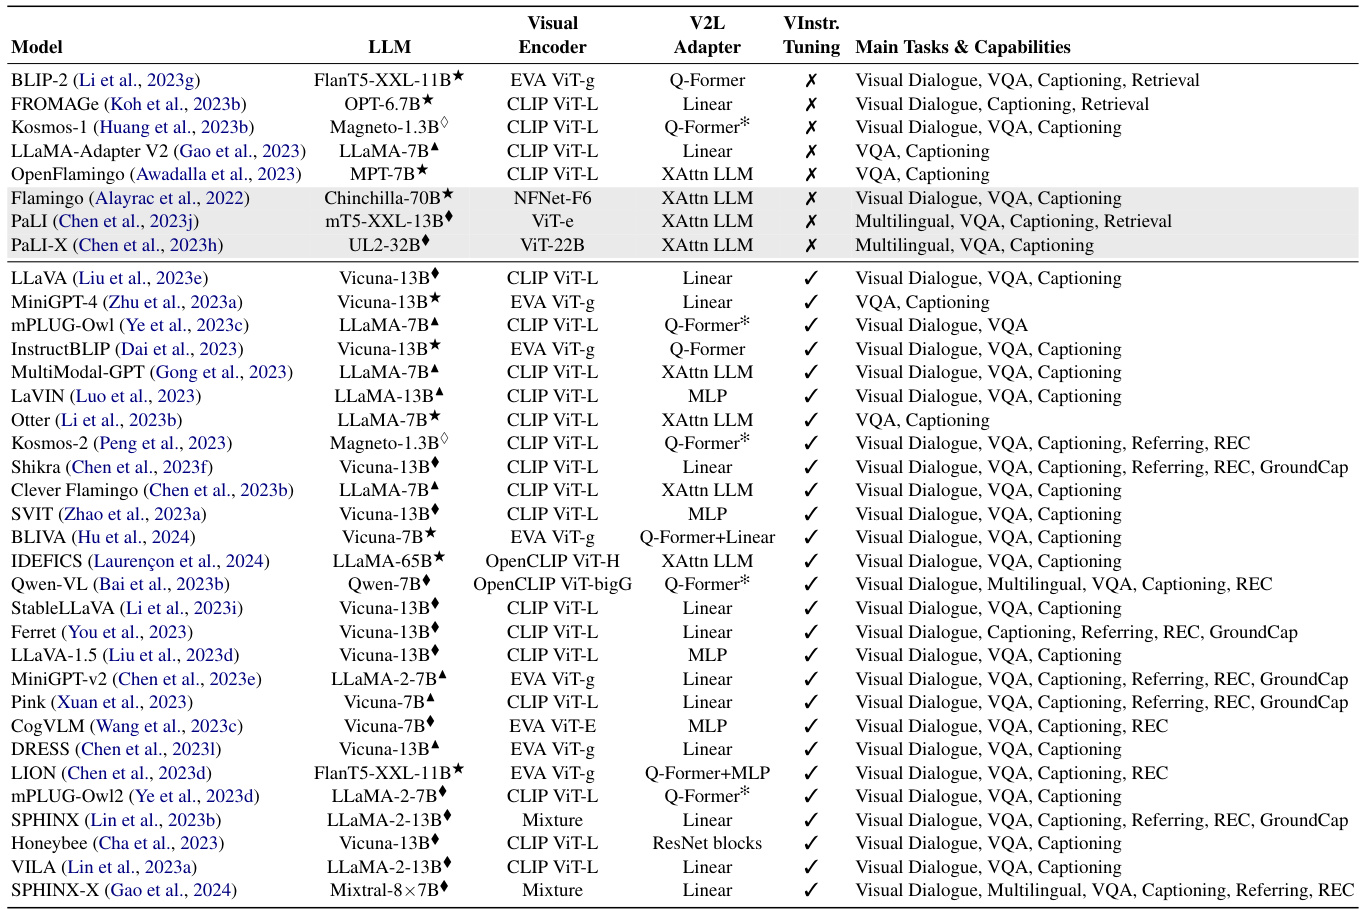 Model LLM Visual Encoder V2L Adapter VInstr. Tuning Main Tasks & Capabilities
BLIP-2 (Li et al., 2023g) FlanT5-XXL-11B★ EVA ViT-g Q-Former ✗ Visual Dialogue, VQA, Captioning, Retrieval
FROMAGe (Koh et al., 2023b) OPT-6.7B★ CLIP ViT-L Linear ✗ Visual Dialogue, Captioning, Retrieval
Kosmos-1 (Huang et al., 2023b) Magneto-1.3B◊ CLIP ViT-L Q-Former* ✗ Visual Dialogue, VQA, Captioning
LLaMA-Adapter V2 (Gao et al., 2023) LLaMA-7B▲ CLIP ViT-L Linear ✗ VQA, Captioning
OpenFlamingo (Awadalla et al., 2023) MPT-7B★ CLIP ViT-L XAttn LLM ✗ VQA, Captioning
Flamingo (Alayrac et al., 2022) Chinchilla-70B★ NFNet-F6 XAttn LLM ✗ Visual Dialogue, VQA, Captioning
PaLI (Chen et al., 2023j) mT5-XXL-13B♦ ViT-e XAttn LLM ✗ Multilingual, VQA, Captioning, Retrieval
PaLI-X (Chen et al., 2023h) UL2-32B♦ ViT-22B XAttn LLM ✗ Multilingual, VQA, Captioning
LLaVA (Liu et al., 2023e) Vicuna-13B♦ CLIP ViT-L Linear ✓ Visual Dialogue, VQA, Captioning
MiniGPT-4 (Zhu et al., 2023a) Vicuna-13B★ EVA ViT-g Linear ✓ VQA, Captioning
mPLUG-Owl (Ye et al., 2023c) LLaMA-7B▲ CLIP ViT-L Q-Former* ✓ Visual Dialogue, VQA
InstructBLIP (Dai et al., 2023) Vicuna-13B★ EVA ViT-g Q-Former ✓ Visual Dialogue, VQA, Captioning
MultiModal-GPT (Gong et al., 2023) LLaMA-7B▲ CLIP ViT-L XAttn LLM ✓ Visual Dialogue, VQA, Captioning
LaVIN (Luo et al., 2023) LLaMA-13B▲ CLIP ViT-L MLP ✓ Visual Dialogue, VQA, Captioning
Otter (Li et al., 2023b) LLaMA-7B★ CLIP ViT-L XAttn LLM ✓ VQA, Captioning
Kosmos-2 (Peng et al., 2023) Magneto-1.3B◊ CLIP ViT-L Q-Former* ✓ Visual Dialogue, VQA, Captioning, Referring, REC
Shikra (Chen et al., 2023f) Vicuna-13B♦ CLIP ViT-L Linear ✓ Visual Dialogue, VQA, Captioning, Referring, REC, GroundCap
Clever Flamingo (Chen et al., 2023b) LLaMA-7B▲ CLIP ViT-L XAttn LLM ✓ Visual Dialogue, VQA, Captioning
SVIT (Zhao et al., 2023a) Vicuna-13B♦ CLIP ViT-L MLP ✓ Visual Dialogue, VQA, Captioning
BLIVA (Hu et al., 2024) Vicuna-7B★ EVA ViT-g Q-Former+Linear ✓ Visual Dialogue, VQA, Captioning
IDEFICS (Laurençon et al., 2024) LLaMA-65B★ OpenCLIP ViT-H XAttn LLM ✓ Visual Dialogue, VQA, Captioning
Qwen-VL (Bai et al., 2023b) Qwen-7B♦ OpenCLIP ViT-bigG Q-Former* ✓ Visual Dialogue, Multilingual, VQA, Captioning, REC
StableLLaVA (Li et al., 2023i) Vicuna-13B♦ CLIP ViT-L Linear ✓ Visual Dialogue, VQA, Captioning
Ferret (You et al., 2023) Vicuna-13B♦ CLIP ViT-L Linear ✓ Visual Dialogue, Captioning, Referring, REC, GroundCap
LLaVA-1.5 (Liu et al., 2023d) Vicuna-13B♦ CLIP ViT-L MLP ✓ Visual Dialogue, VQA, Captioning
MiniGPT-v2 (Chen et al., 2023e) LLaMA-2-7B▲ EVA ViT-g Linear ✓ Visual Dialogue, VQA, Captioning, Referring, REC, GroundCap
Pink (Xuan et al., 2023) Vicuna-7B▲ CLIP ViT-L Linear ✓ Visual Dialogue, VQA, Captioning, Referring, REC, GroundCap
CogVLM (Wang et al., 2023c) Vicuna-7B♦ EVA ViT-E MLP ✓ Visual Dialogue, VQA, Captioning, REC
DRESS (Chen et al., 2023l) Vicuna-13B▲ EVA ViT-g Linear ✓ Visual Dialogue, VQA, Captioning
LION (Chen et al., 2023d) FlanT5-XXL-11B★ EVA ViT-g Q-Former+MLP ✓ Visual Dialogue, VQA, Captioning, REC
mPLUG-Owl2 (Ye et al., 2023d) LLaMA-2-7B♦ CLIP ViT-L Q-Former* ✓ Visual Dialogue, VQA, Captioning
SPHINX (Lin et al., 2023b) LLaMA-2-13B♦ Mixture Linear ✓ Visual Dialogue, VQA, Captioning, Referring, REC, GroundCap
Honeybee (Cha et al., 2023) Vicuna-13B♦ CLIP ViT-L ResNet blocks ✓ Visual Dialogue, VQA, Captioning
VILA (Lin et al., 2023a) LLaMA-2-13B♦ CLIP ViT-L Linear ✓ Visual Dialogue, VQA, Captioning
SPHINX-X (Gao et al., 2024) Mixtral-8×7B♦ Mixture Linear ✓ Visual Dialogue, Multilingual, VQA, Captioning, Referring, REC